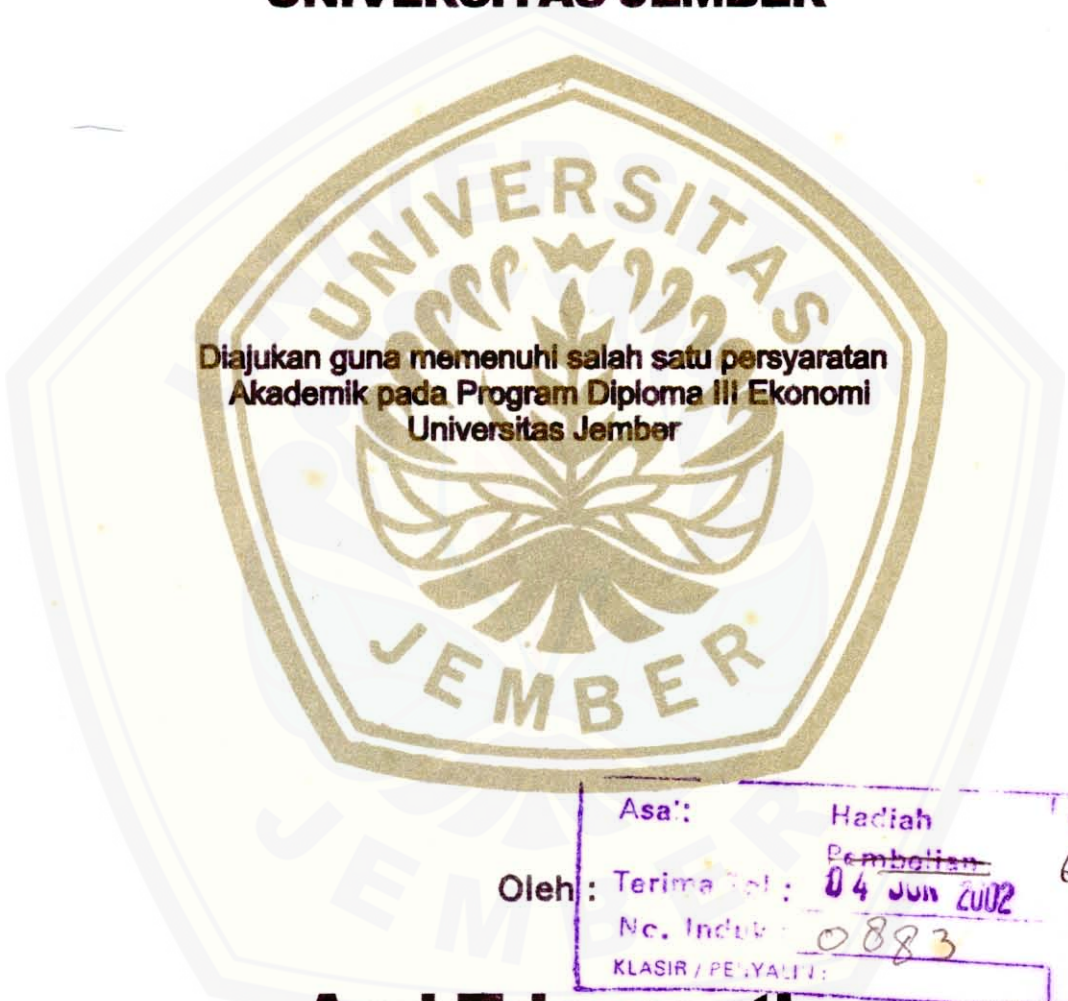 UNIVERSITAS JEMBER
UNIVERSITAS
Diajukan guna memenuhi salah satu persyaratan
Akademik pada Program Diploma III Ekonomi
Universitas Jember
JEMBER
Oleh :
Asal: Hadiah
Pembelian
Terima Tgl : 04 JUN 2002
No. Induk : 0883
KLASIR / PENYALIN :